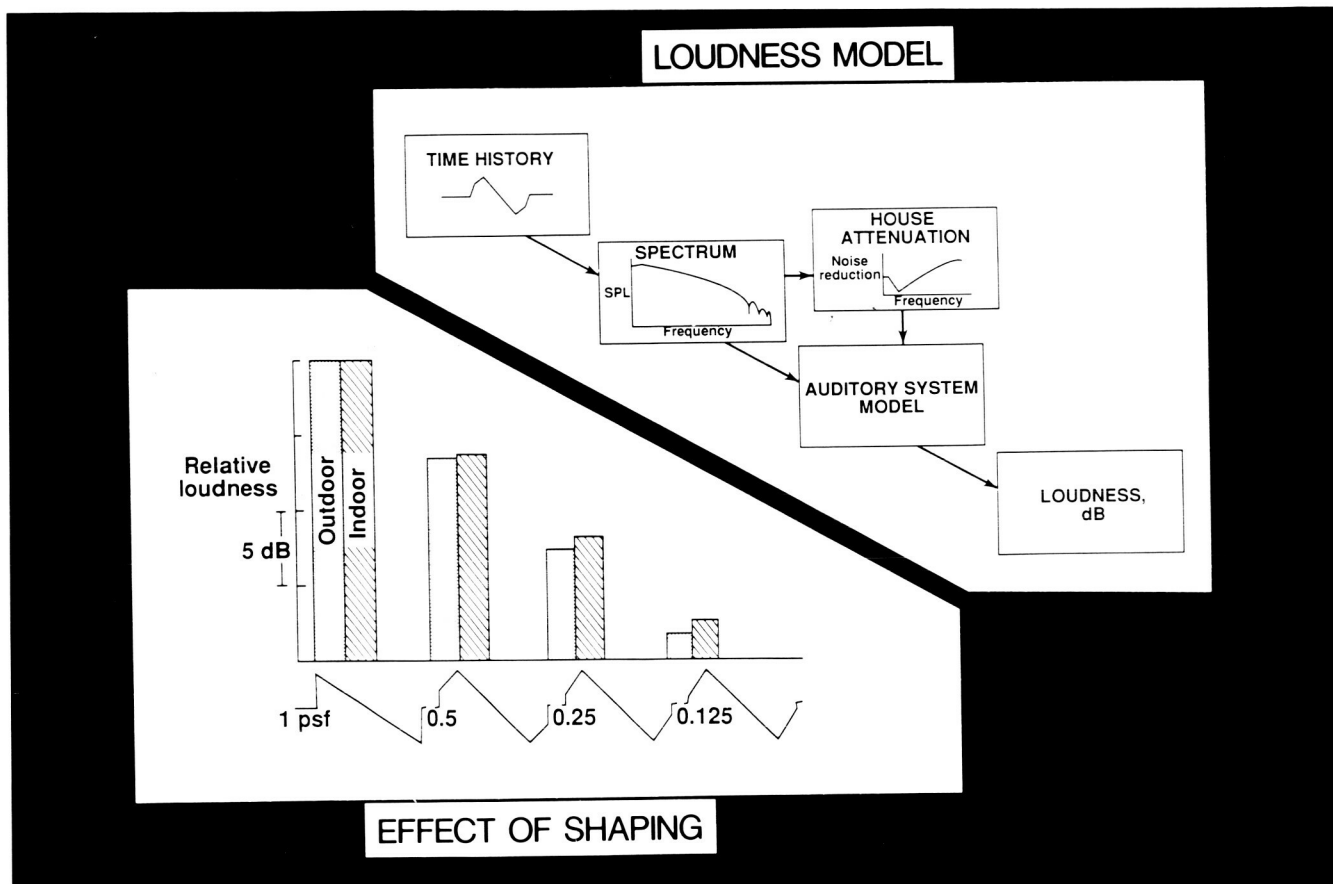 LOUDNESS MODEL
TIME HISTORY
SPECTRUM
SPL
Frequency
HOUSE
ATTENUATION
Noise
reduction
Frequency
AUDITORY SYSTEM
MODEL
LOUDNESS,
dB
Relative
loudness
5 dB
Outdoor
Indoor
1 psf
0.5
0.25
0.125
EFFECT OF SHAPING